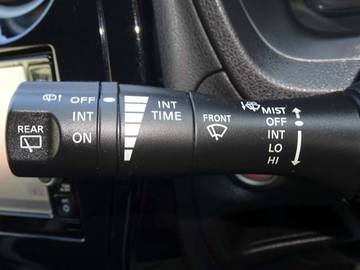 OFF
INT
ON
REAR
INT
TIME
FRONT
MIST
OFF
INT
LO
HI